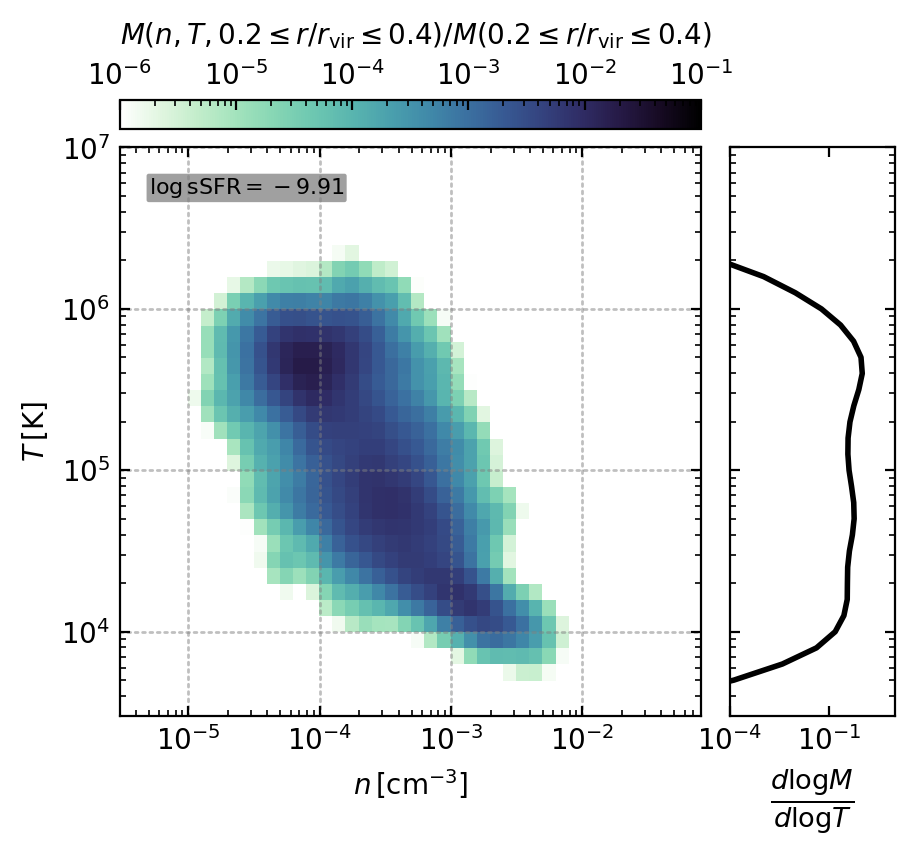 M(n, T, 0.2 ≤ r/r_vir ≤ 0.4)/M(0.2 ≤ r/r_vir ≤ 0.4)
10^−6 10^−5 10^−4 10^−3 10^−2 10^−1
10^7
log sSFR = −9.91
10^6
T [K]
10^5
10^4
10^−5 10^−4 10^−3 10^−2 10^−4 10^−1
n [cm^−3]
dlogM
dlogT